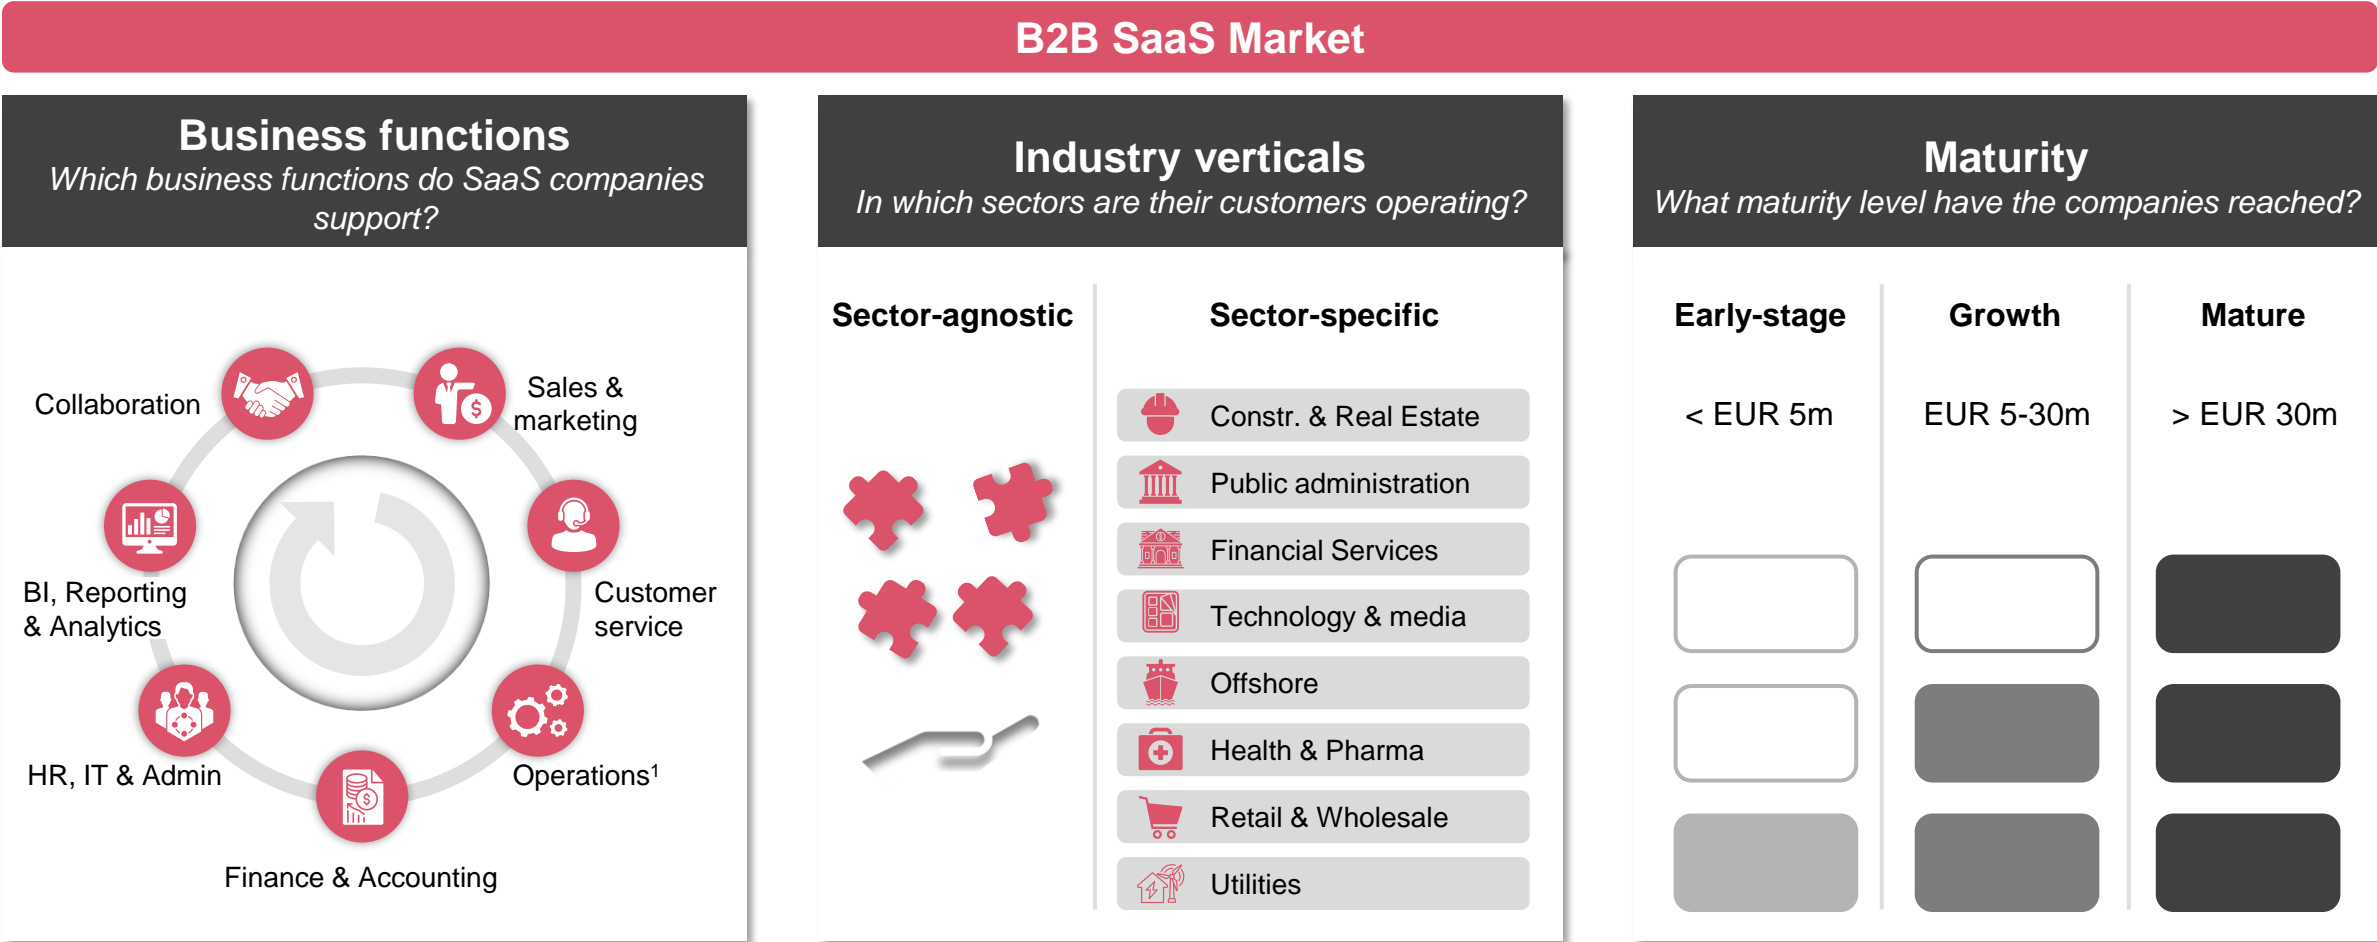 B2B SaaS Market
Business functions
Which business functions do SaaS companies
support?
Collaboration
Sales &
marketing
Customer
service
Operations¹
Finance & Accounting
HR, IT & Admin
BI, Reporting
& Analytics
Industry verticals
In which sectors are their customers operating?
Sector-agnostic
Sector-specific
Constr. & Real Estate
Public administration
Financial Services
Technology & media
Offshore
Health & Pharma
Retail & Wholesale
Utilities
Maturity
What maturity level have the companies reached?
Early-stage
Growth
Mature
< EUR 5m
EUR 5-30m
> EUR 30m